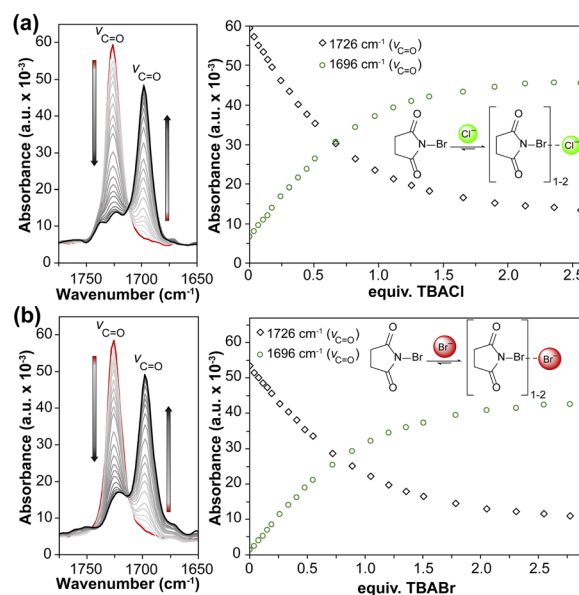 (a)
60
50
40
30
20
10
0
Absorbance (a.u. x 10⁻³)
νC=O
νC=O
1750 1700 1650
Wavenumber (cm⁻¹)
60
50
40
30
20
10
0
Absorbance (a.u. x 10⁻³)
1726 cm⁻¹ (νC=O)
1696 cm⁻¹ (νC=O)
O
N–Br
O
Cl⁻
O
N–Br
O
Cl⁻
1-2
0 0.5 1.0 1.5 2.0 2.5
equiv. TBACl
(b)
60
50
40
30
20
10
0
Absorbance (a.u. x 10⁻³)
νC=O
νC=O
1750 1700 1650
Wavenumber (cm⁻¹)
60
50
40
30
20
10
0
Absorbance (a.u. x 10⁻³)
1726 cm⁻¹ (νC=O)
1696 cm⁻¹ (νC=O)
O
N–Br
O
Br⁻
O
N–Br
O
Br⁻
1-2
0 0.5 1.0 1.5 2.0 2.5
equiv. TBABr